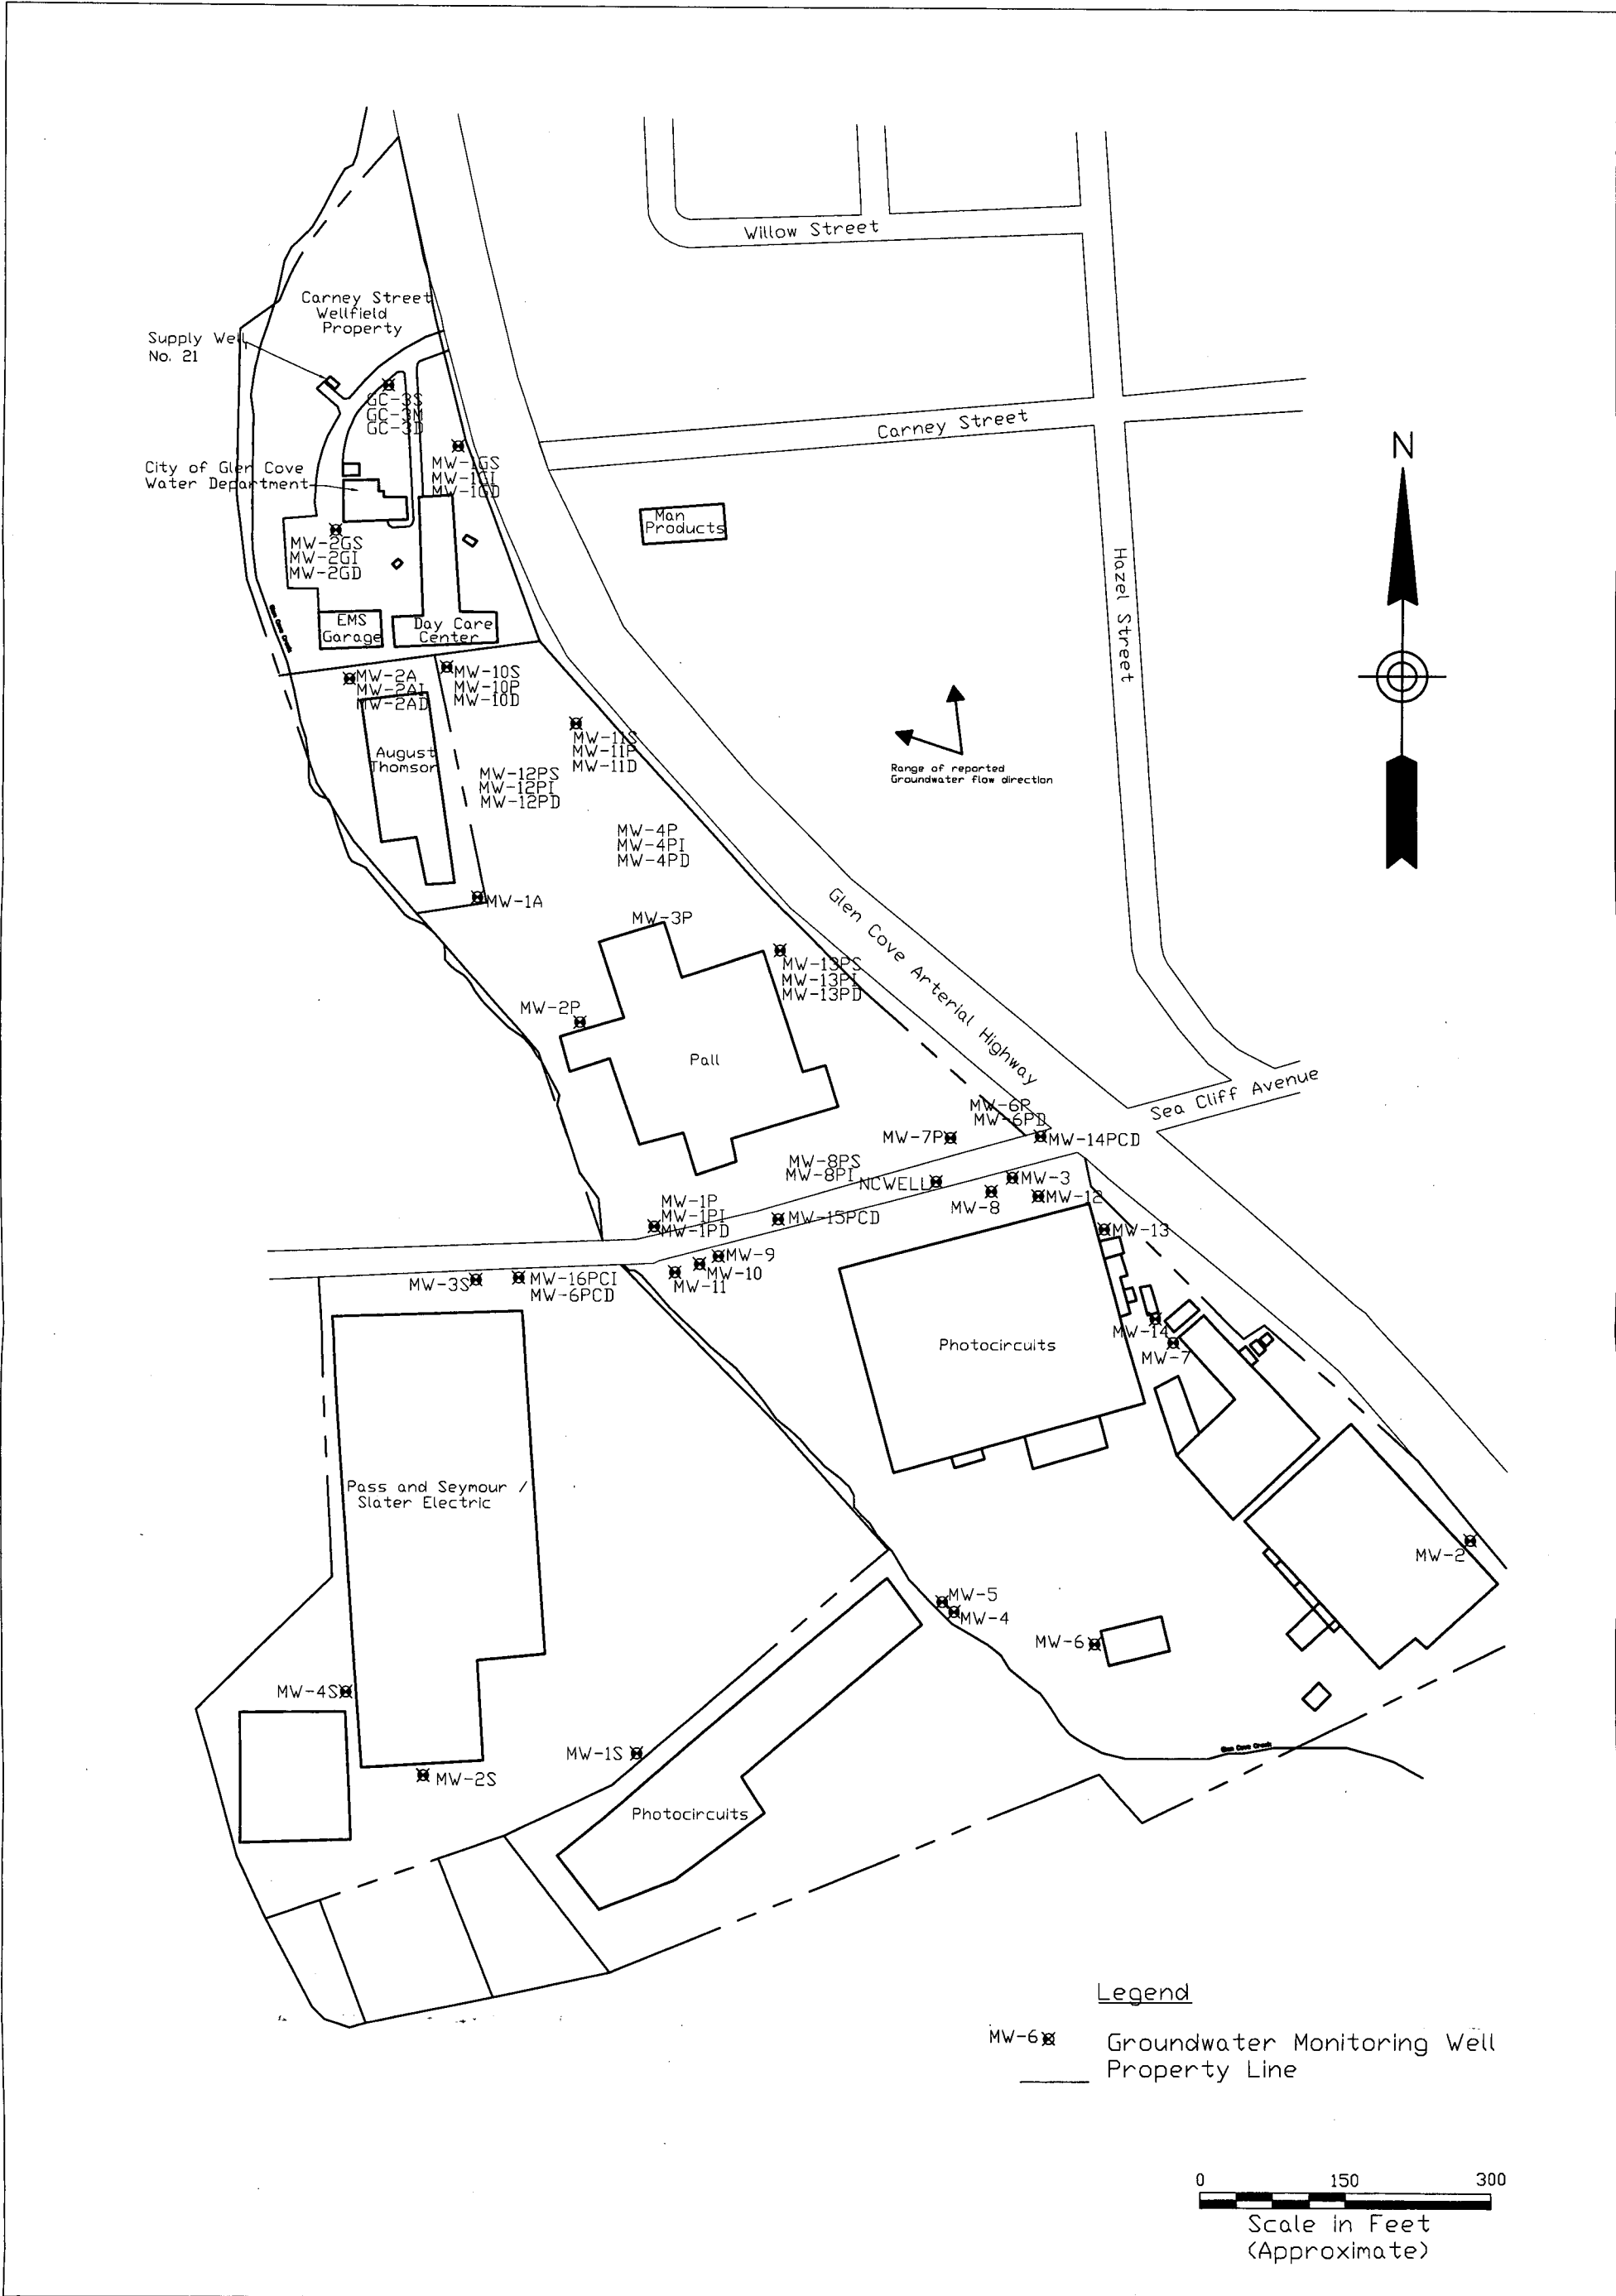 Willow Street
Carney Street
Wellfield
Property
Supply Well
No. 21
GC-3S
GC-3M
GC-3D
Carney Street
City of Glen Cove
Water Department
MW-1GS
MW-1GI
MW-1GD
N
Man
Products
MW-2GS
MW-2GI
MW-2GD
Hazel Street
Glen Cove Creek
EMS
Garage
Day Care
Center
MW-2A
MW-2AI
MW-2AD
MW-10S
MW-10P
MW-10D
MW-11S
MW-11P
MW-11D
August
Thomson
MW-12PS
MW-12PI
MW-12PD
Range of reported
Groundwater flow direction
MW-4P
MW-4PI
MW-4PD
MW-1A
MW-3P
Glen Cove Arterial Highway
MW-13PS
MW-13PI
MW-13PD
MW-2P
Pall
Sea Cliff Avenue
MW-6P
MW-6PD
MW-7P
MW-14PCD
MW-8PS
MW-8PI
NCWELL
MW-3
MW-8
MW-12
MW-1P
MW-1PI
MW-1PD
MW-15PCD
MW-13
MW-9
MW-10
MW-11
MW-3S
MW-16PCI
MW-6PCD
MW-14
MW-7
Photocircuits
Pass and Seymour /
Slater Electric
MW-2
MW-5
MW-4
MW-6
MW-4S
MW-1S
MW-2S
Glen Cove Creek
Photocircuits
Legend
MW-6
Groundwater Monitoring Well
Property Line
0 150 300
Scale in Feet
(Approximate)